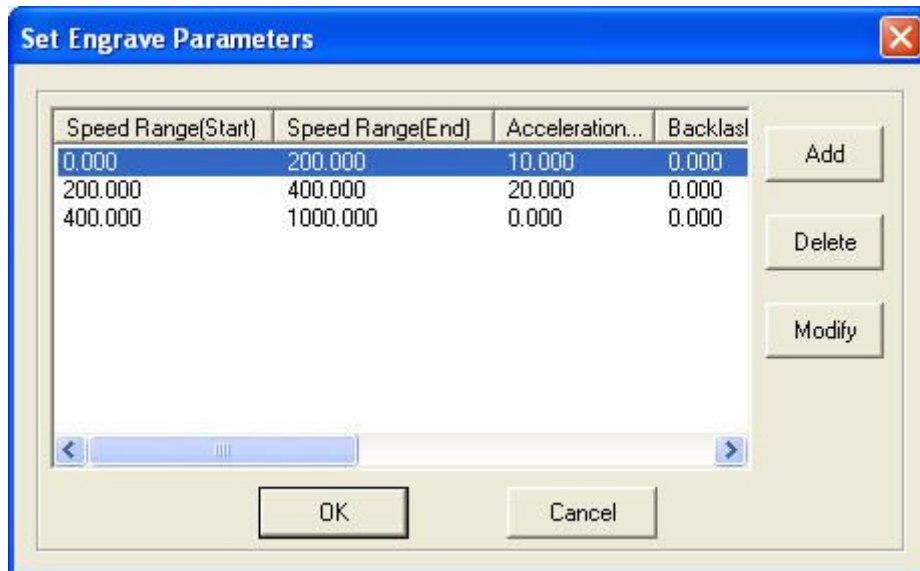 Set Engrave Parameters
Speed Range(Start) Speed Range(End) Acceleration... Backlasl
0.000 200.000 10.000 0.000
200.000 400.000 20.000 0.000
400.000 1000.000 0.000 0.000
Add
Delete
Modify
OK Cancel